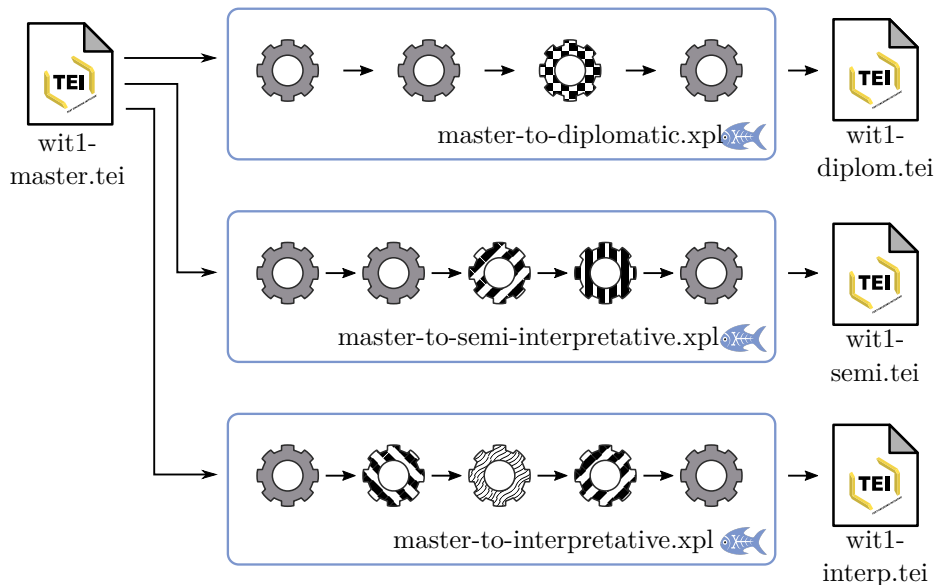 TEI
wit1-
master.tei
master-to-diplomatic.xpl
TEI
wit1-
diplom.tei
master-to-semi-interpretative.xpl
TEI
wit1-
semi.tei
master-to-interpretative.xpl
TEI
wit1-
interp.tei